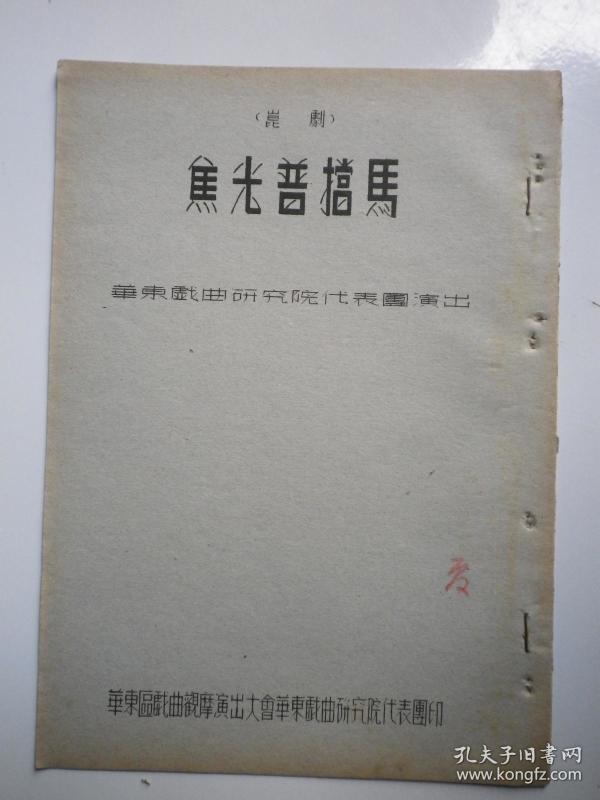 （崑劇）
焦光普擋馬
華東戯曲研究院代表團演出
華東區戲曲觀摩演出大會華東戲曲研究院代表團印
孔夫子旧书网
www.kongfz.com